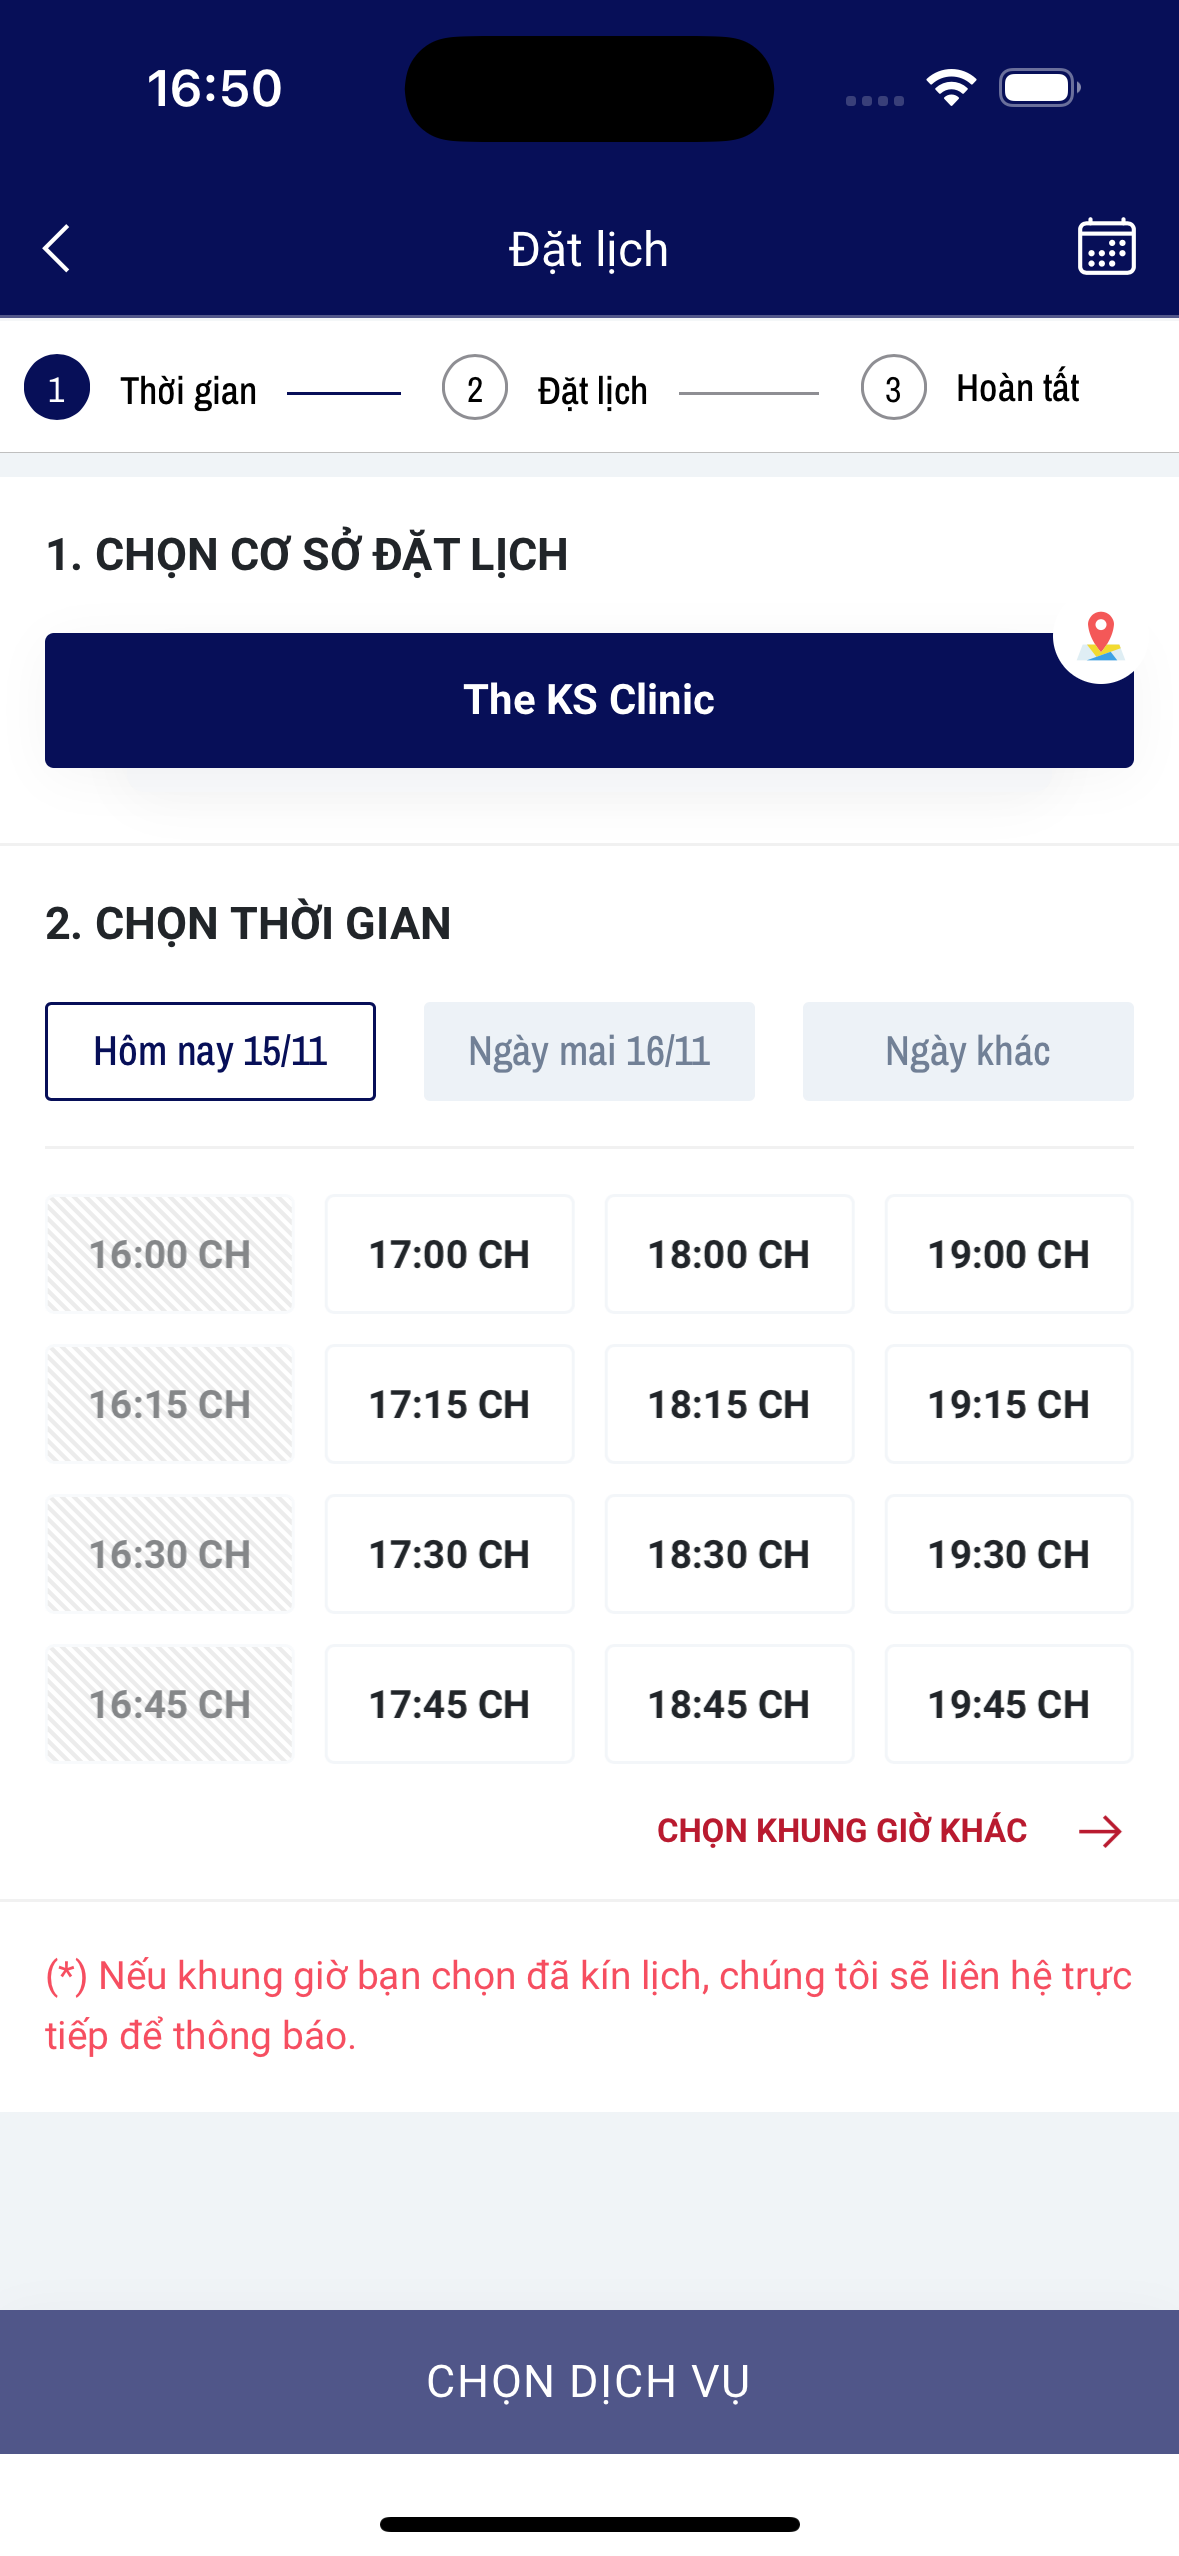 16:50
Đặt lịch
1 Thời gian 2 Đặt lịch 3 Hoàn tất
1. CHỌN CƠ SỞ ĐẶT LỊCH
The KS Clinic
2. CHỌN THỜI GIAN
Hôm nay 15/11 Ngày mai 16/11 Ngày khác
16:00 CH 17:00 CH 18:00 CH 19:00 CH
16:15 CH 17:15 CH 18:15 CH 19:15 CH
16:30 CH 17:30 CH 18:30 CH 19:30 CH
16:45 CH 17:45 CH 18:45 CH 19:45 CH
CHỌN KHUNG GIỜ KHÁC
(*) Nếu khung giờ bạn chọn đã kín lịch, chúng tôi sẽ liên hệ trực
tiếp để thông báo.
CHỌN DỊCH VỤ